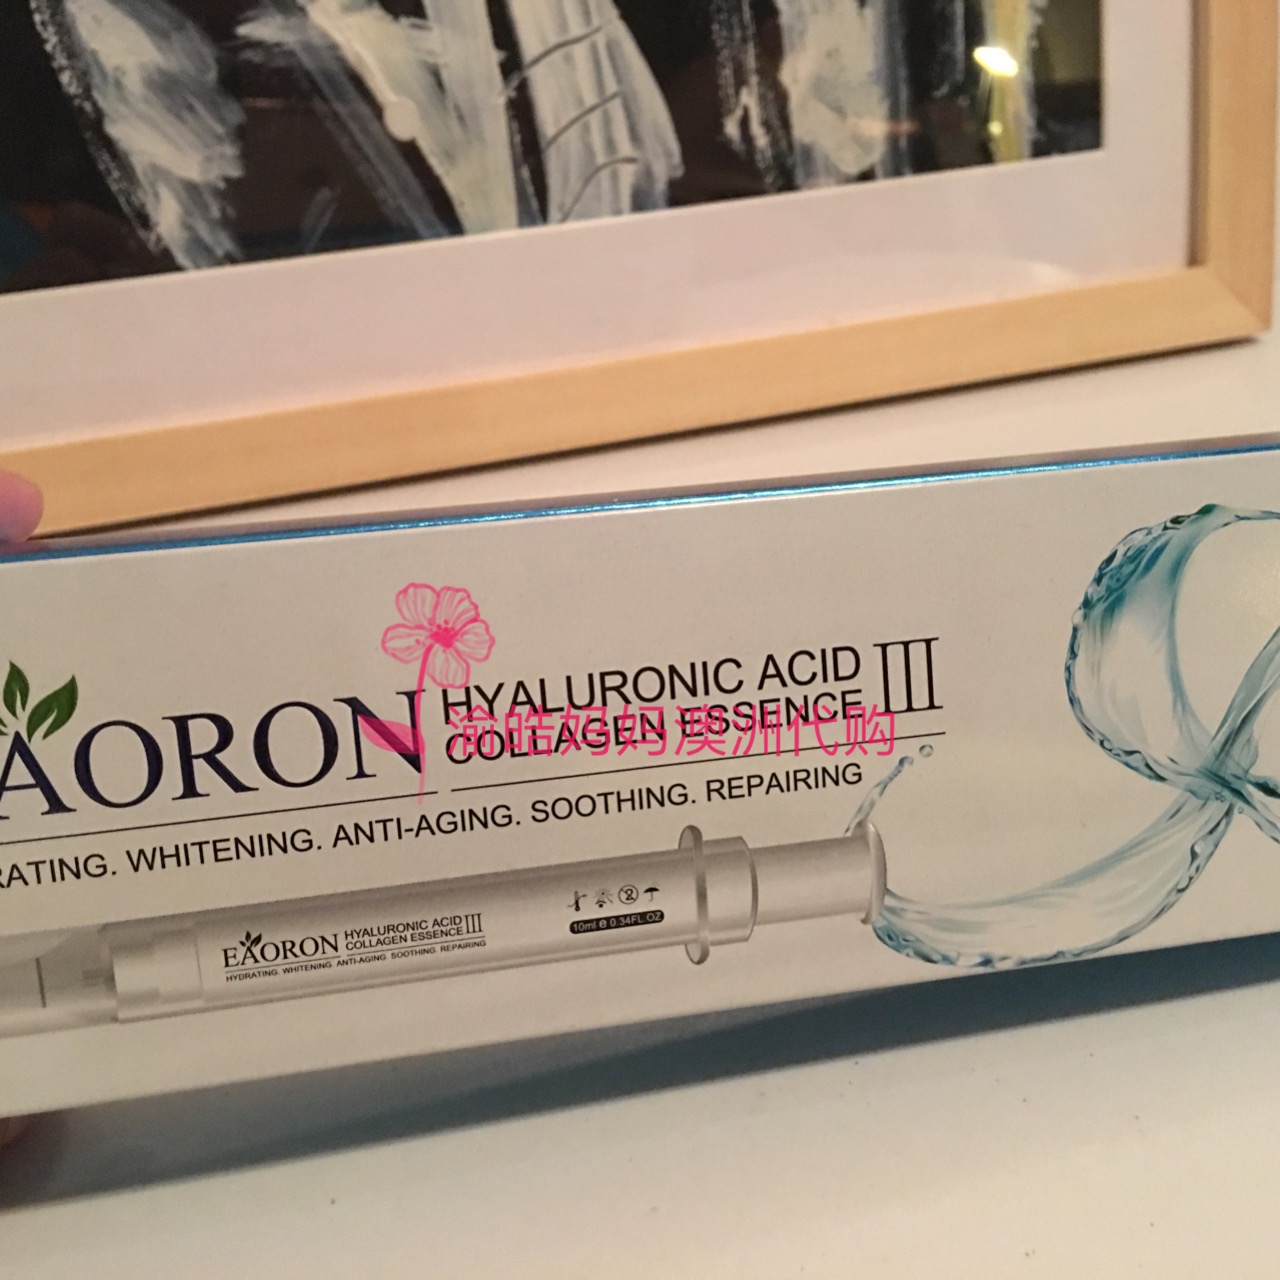 EAORON
HYALURONIC ACID III
COLLAGEN ESSENCE
渝皓妈妈澳洲代购
RATING. WHITENING. ANTI-AGING. SOOTHING. REPAIRING
EAORON
HYALURONIC ACID III
COLLAGEN ESSENCE
HYDRATING. WHITENING. ANTI-AGING. SOOTHING. REPAIRING
10ml e 0.34FL.OZ